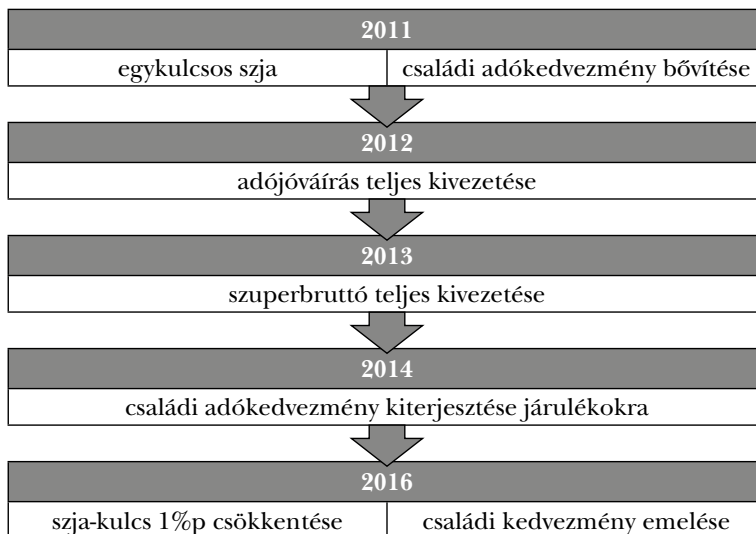 2011
egykulcsos szja
családi adókedvezmény bővítése
2012
adójóváírás teljes kivezetése
2013
szuperbruttó teljes kivezetése
2014
családi adókedvezmény kiterjesztése járulékokra
2016
szja-kulcs 1%p csökkentése
családi kedvezmény emelése